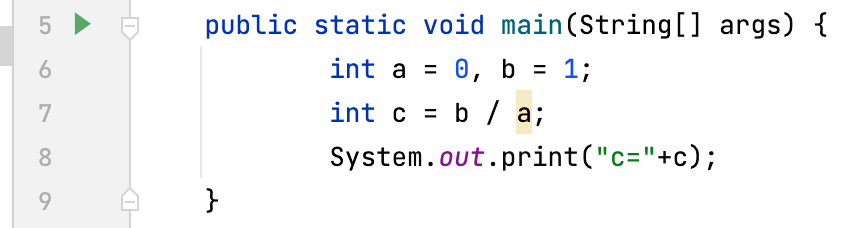 5 public static void main(String[] args) {
6 int a = 0, b = 1;
7 int c = b / a;
8 System.out.print("c="+c);
9 }